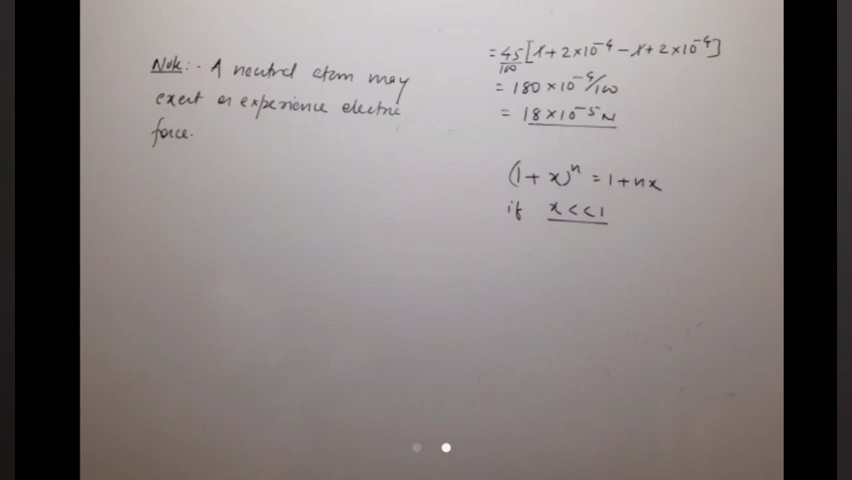 Note:- A neutral atom may
exert or experience electric
force.
= 45/100 [1 + 2×10⁻⁴ - 1 + 2×10⁻⁴]
= 180 × 10⁻⁴/100
= 18 × 10⁻⁵ N
(1 + x)ⁿ = 1 + nx
if x << 1